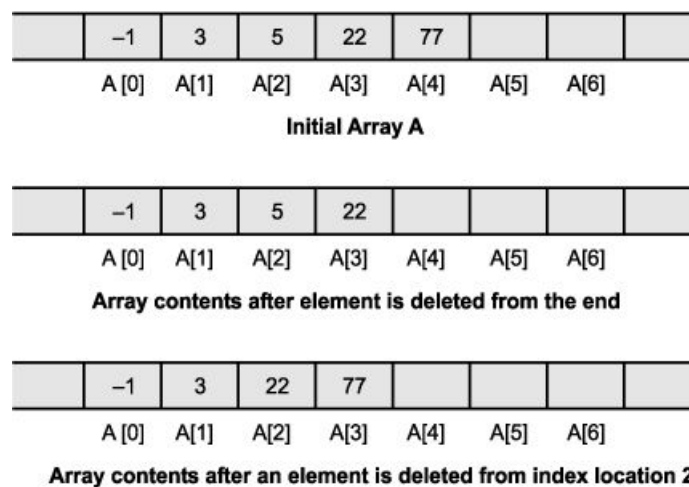 –1 3 5 22 77
A [0] A[1] A[2] A[3] A[4] A[5] A[6]
Initial Array A
–1 3 5 22
A [0] A[1] A[2] A[3] A[4] A[5] A[6]
Array contents after element is deleted from the end
–1 3 22 77
A [0] A[1] A[2] A[3] A[4] A[5] A[6]
Array contents after an element is deleted from index location 2